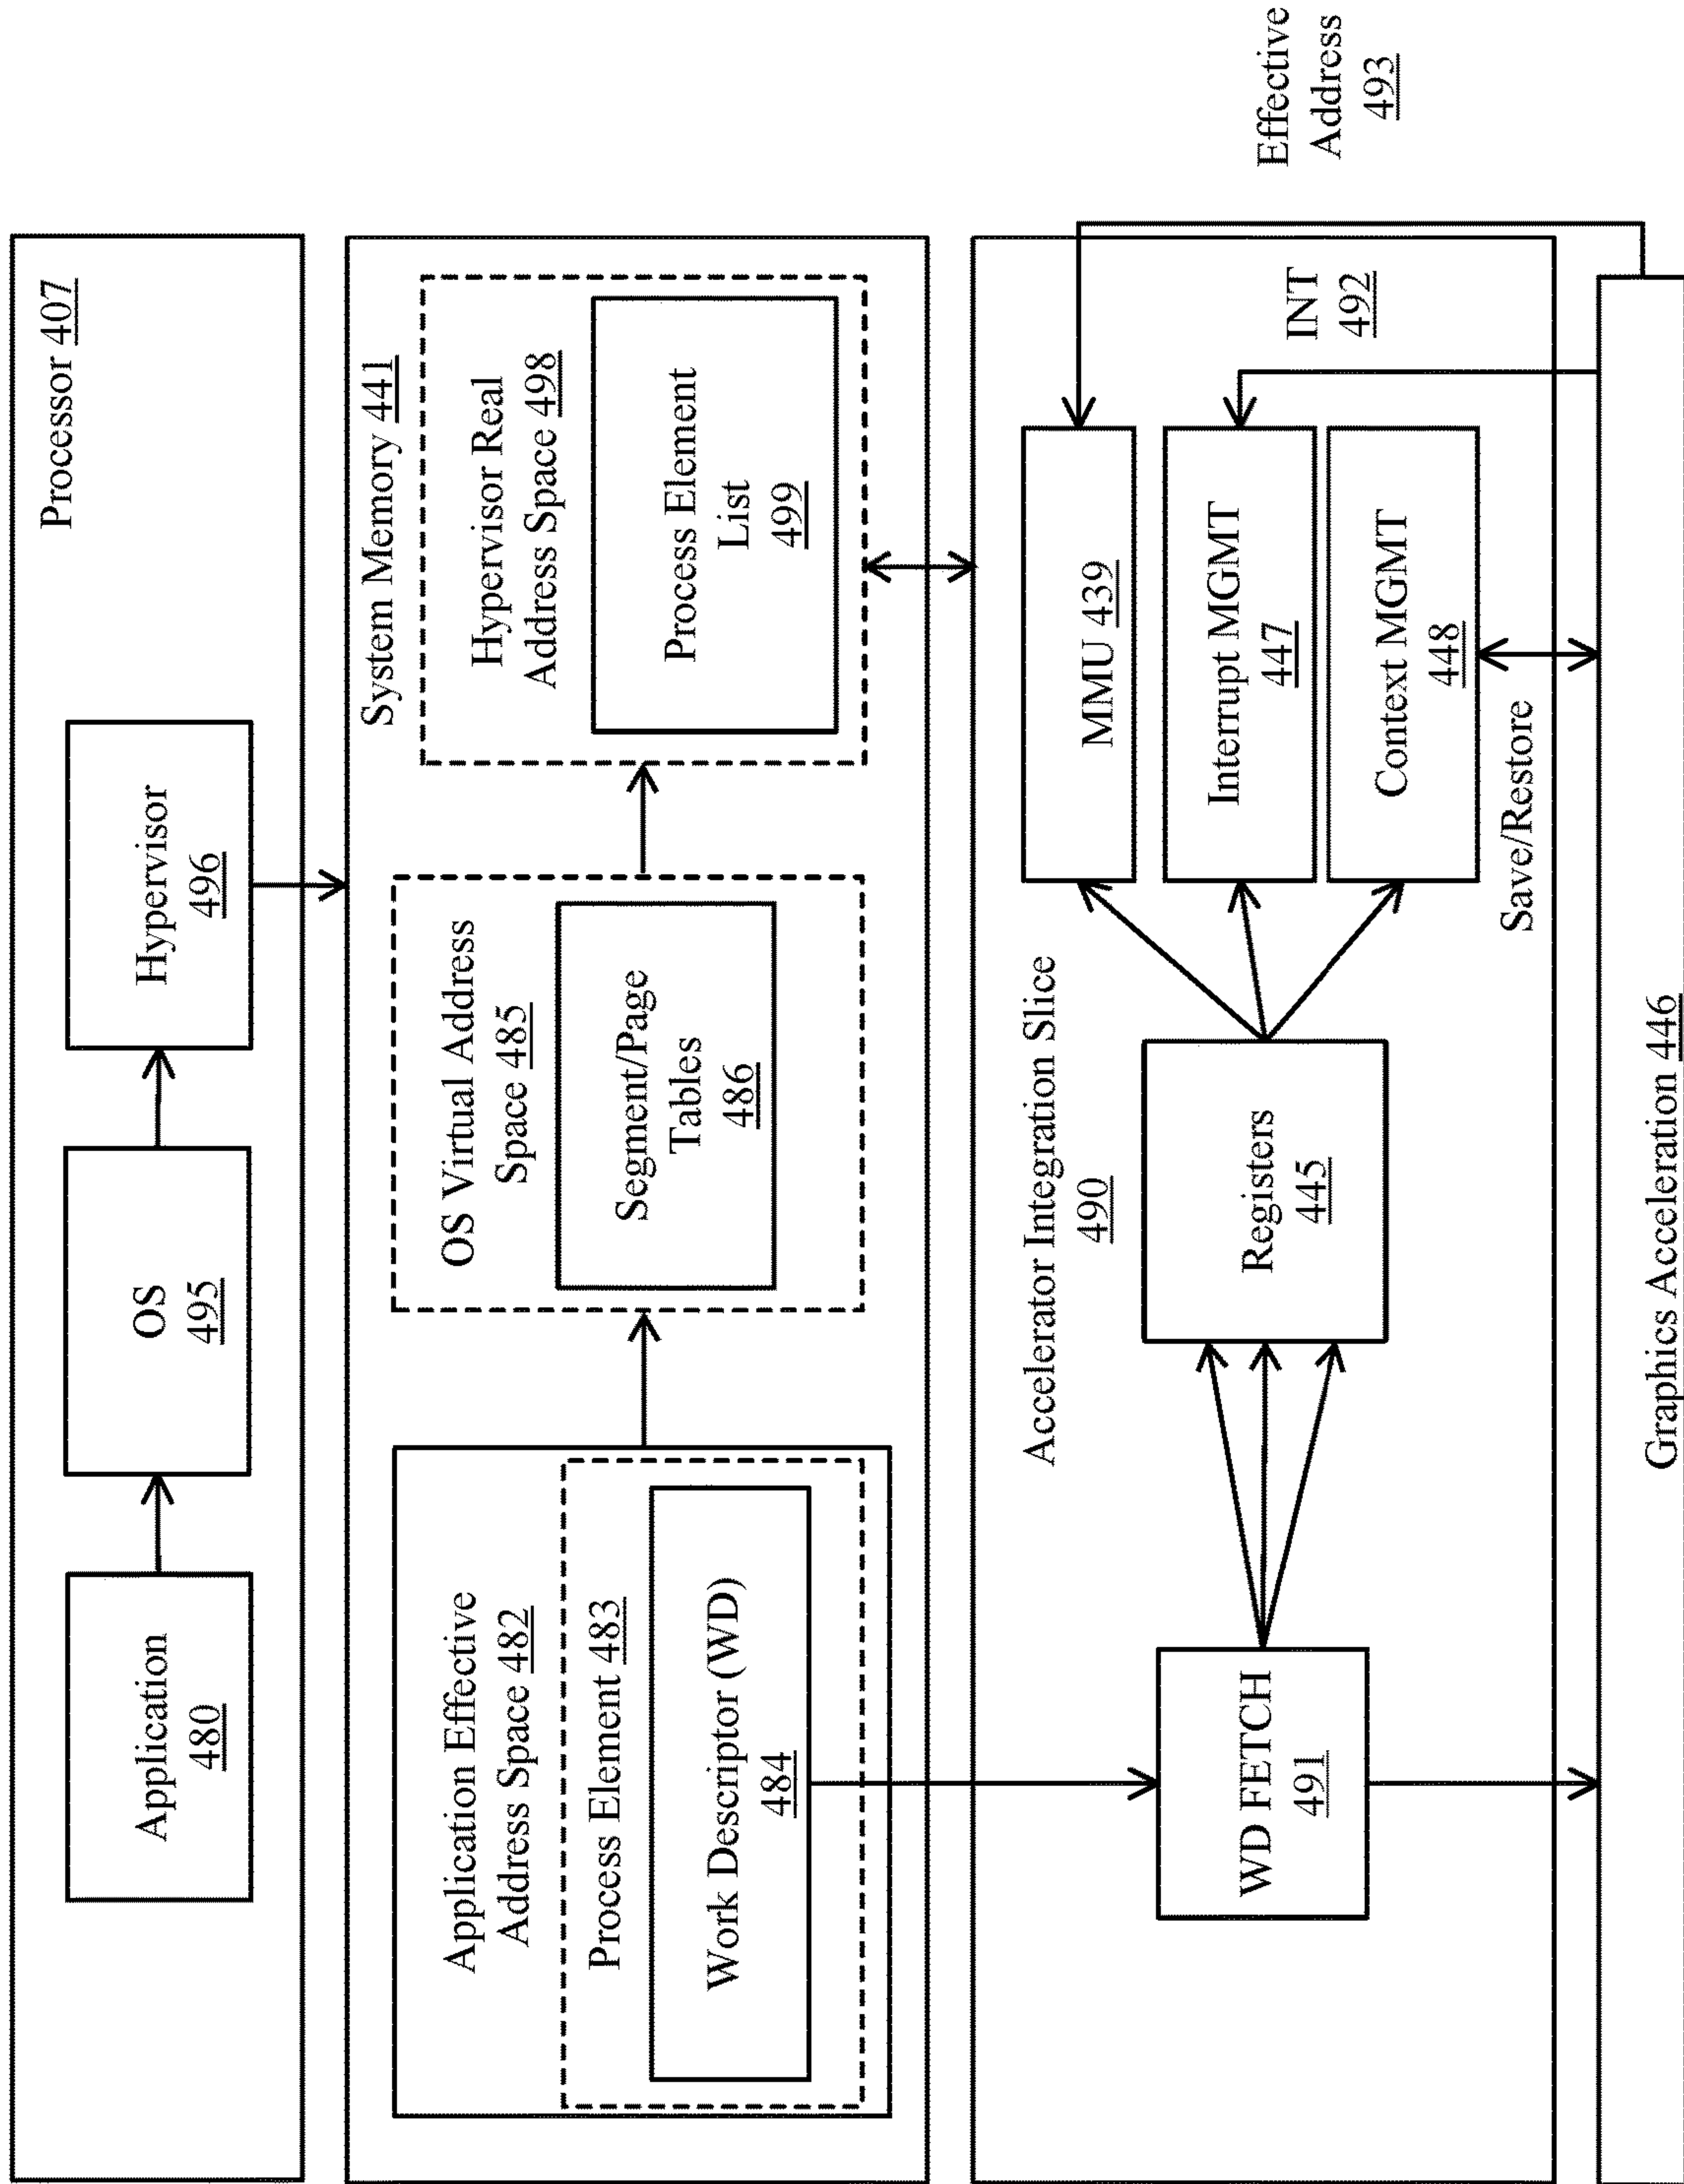 Processor 407
Application
480
OS
495
Hypervisor
496
System Memory 441
Application Effective
Address Space 482
Process Element 483
Work Descriptor (WD)
484
OS Virtual Address
Space 485
Segment/Page
Tables
486
Hypervisor Real
Address Space 498
Process Element
List
499
Accelerator Integration Slice
490
WD FETCH
491
Registers
445
MMU 439
Interrupt MGMT
447
Context MGMT
448
Save/Restore
INT
492
Effective
Address
493
Graphics Acceleration 446